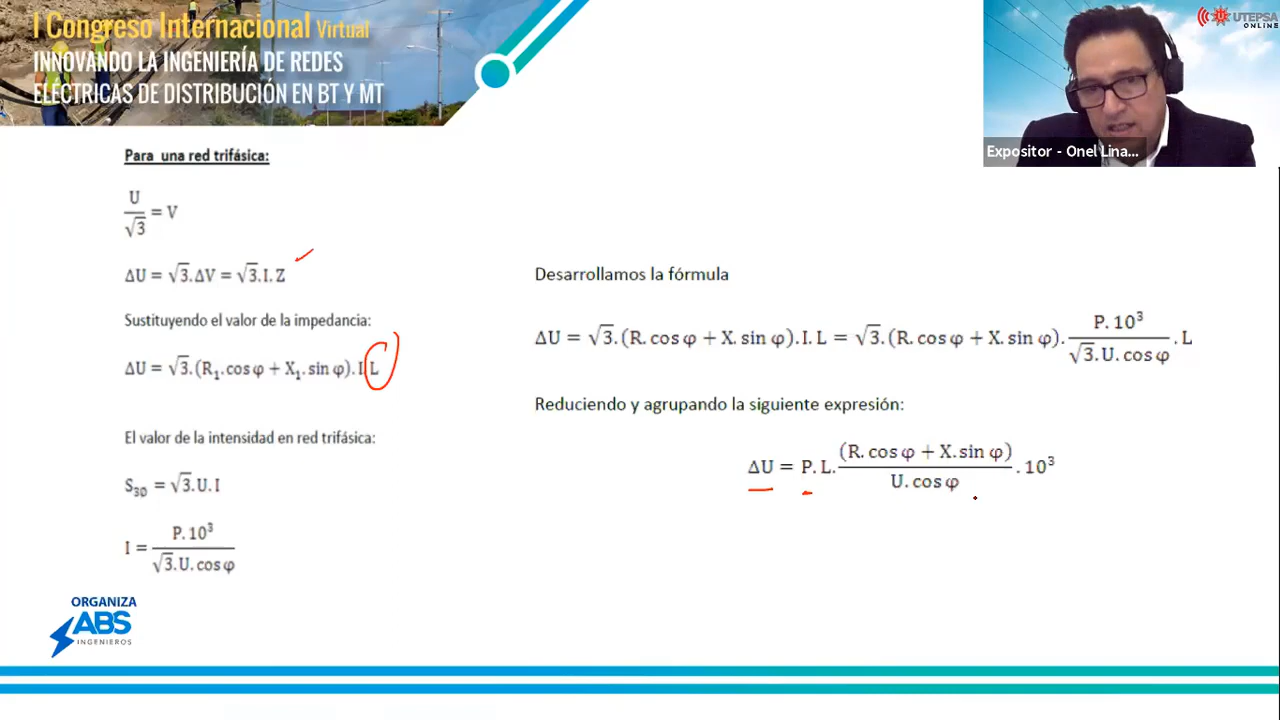 I Congreso Internacional Virtual
INNOVANDO LA INGENIERÍA DE REDES
ELÉCTRICAS DE DISTRIBUCIÓN EN BT Y MT
UTEPSA
ONLINE
Expositor - Onel Lina...
Para una red trifásica:
U/√3 = V
ΔU = √3.ΔV = √3.I.Z
Sustituyendo el valor de la impedancia:
ΔU = √3.(R₁.cos φ + X₁.sin φ).I.L
El valor de la intensidad en red trifásica:
S₃Φ = √3.U.I
I = P.10³/√3.U.cos φ
Desarrollamos la fórmula
ΔU = √3.(R.cos φ + X.sin φ).I.L = √3.(R.cos φ + X.sin φ).P.10³/√3.U.cos φ.L
Reduciendo y agrupando la siguiente expresión:
ΔU = P.L.(R.cos φ + X.sin φ)/U.cos φ.10³
ORGANIZA
ABS
INGENIEROS